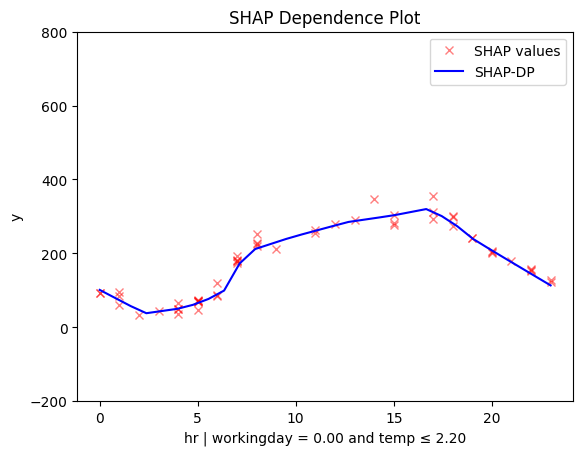 SHAP Dependence Plot
800
600
400
200
0
−200
y
SHAP values
SHAP-DP
0
5
10
15
20
hr | workingday = 0.00 and temp ≤ 2.20